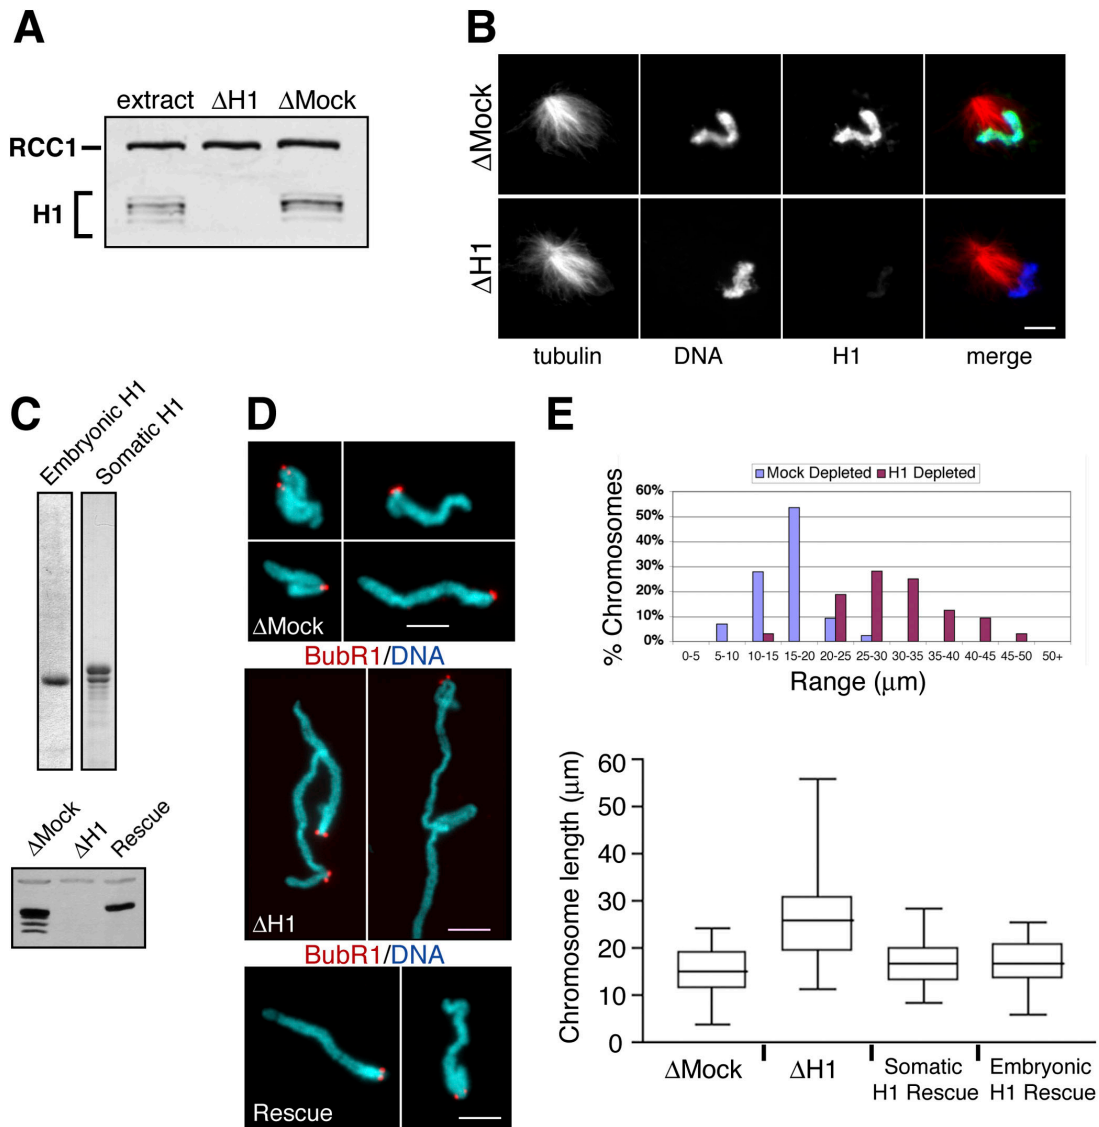 A
extract ΔH1 ΔMock
RCC1
H1
B
ΔMock
ΔH1
tubulin DNA H1 merge
C
Embryonic H1
Somatic H1
ΔMock
ΔH1
Rescue
D
ΔMock
BubR1/DNA
ΔH1
BubR1/DNA
Rescue
E
Mock Depleted H1 Depleted
% Chromosomes
60%
50%
40%
30%
20%
10%
0%
0-5 5-10 10-15 15-20 20-25 25-30 30-35 35-40 40-45 45-50 50+
Range (μm)
Chromosome length (μm)
60
50
40
30
20
10
0
ΔMock ΔH1 Somatic H1 Rescue Embryonic H1 Rescue